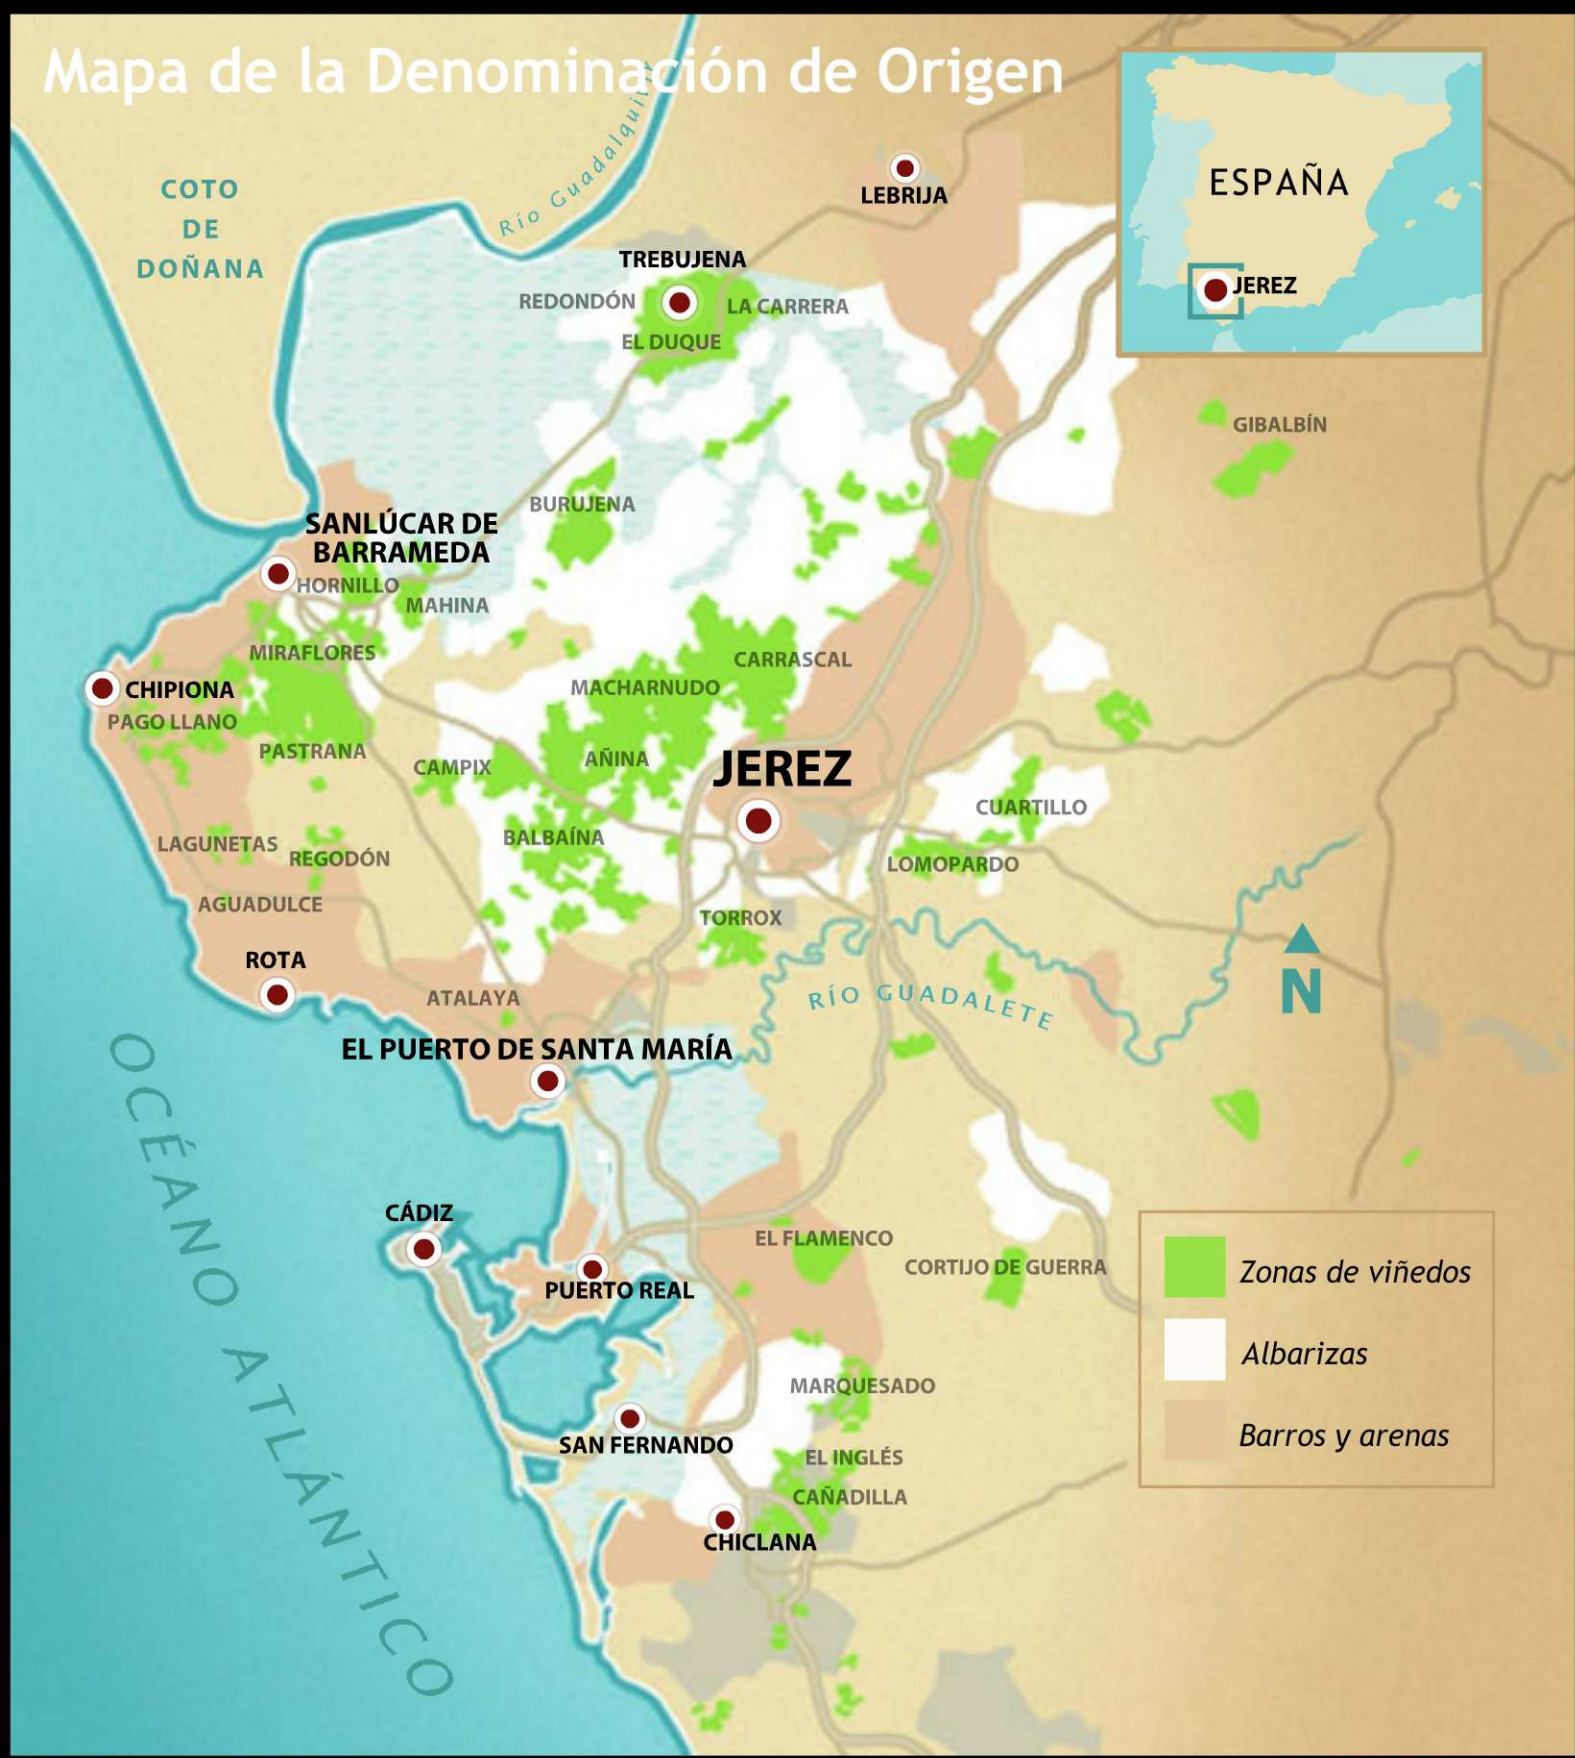 Mapa de la Denominación de Origen
ESPAÑA
JEREZ
COTO
DE
DOÑANA
Río Guadalquivir
LEBRIJA
TREBUJENA
REDONDÓN
LA CARRERA
EL DUQUE
GIBALBÍN
BURUJENA
SANLÚCAR DE
BARRAMEDA
HORNILLO
MAHINA
MIRAFLORES
CARRASCAL
MACHARNUDO
CHIPIONA
PAGO LLANO
PASTRANA
CAMPIX
AÑINA
JEREZ
CUARTILLO
BALBAÍNA
LAGUNETAS
REGODÓN
LOMOPARDO
AGUADULCE
TORROX
ROTA
ATALAYA
RÍO GUADALETE
N
EL PUERTO DE SANTA MARÍA
OCÉANO ATLÁNTICO
CÁDIZ
EL FLAMENCO
CORTIJO DE GUERRA
PUERTO REAL
MARQUESADO
SAN FERNANDO
EL INGLÉS
CAÑADILLA
CHICLANA
Zonas de viñedos
Albarizas
Barros y arenas